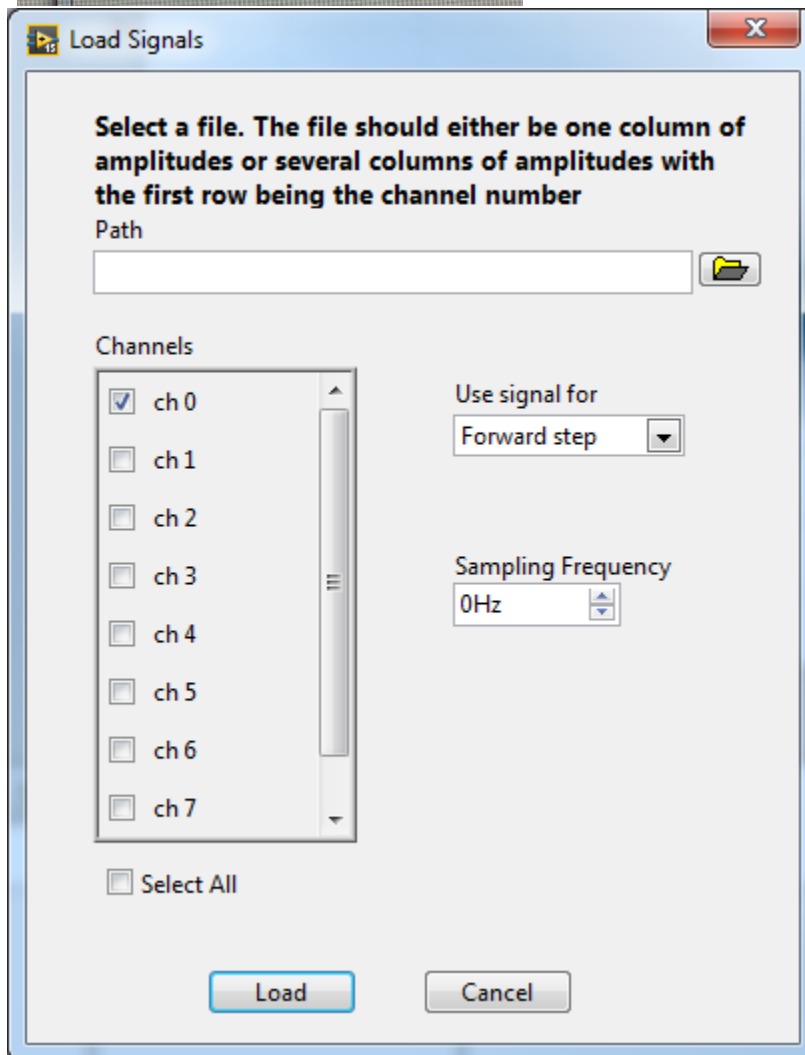 Load Signals
Select a file. The file should either be one column of
amplitudes or several columns of amplitudes with
the first row being the channel number
Path
Channels
ch 0
ch 1
ch 2
ch 3
ch 4
ch 5
ch 6
ch 7
Select All
Use signal for
Forward step
Sampling Frequency
0Hz
Load
Cancel